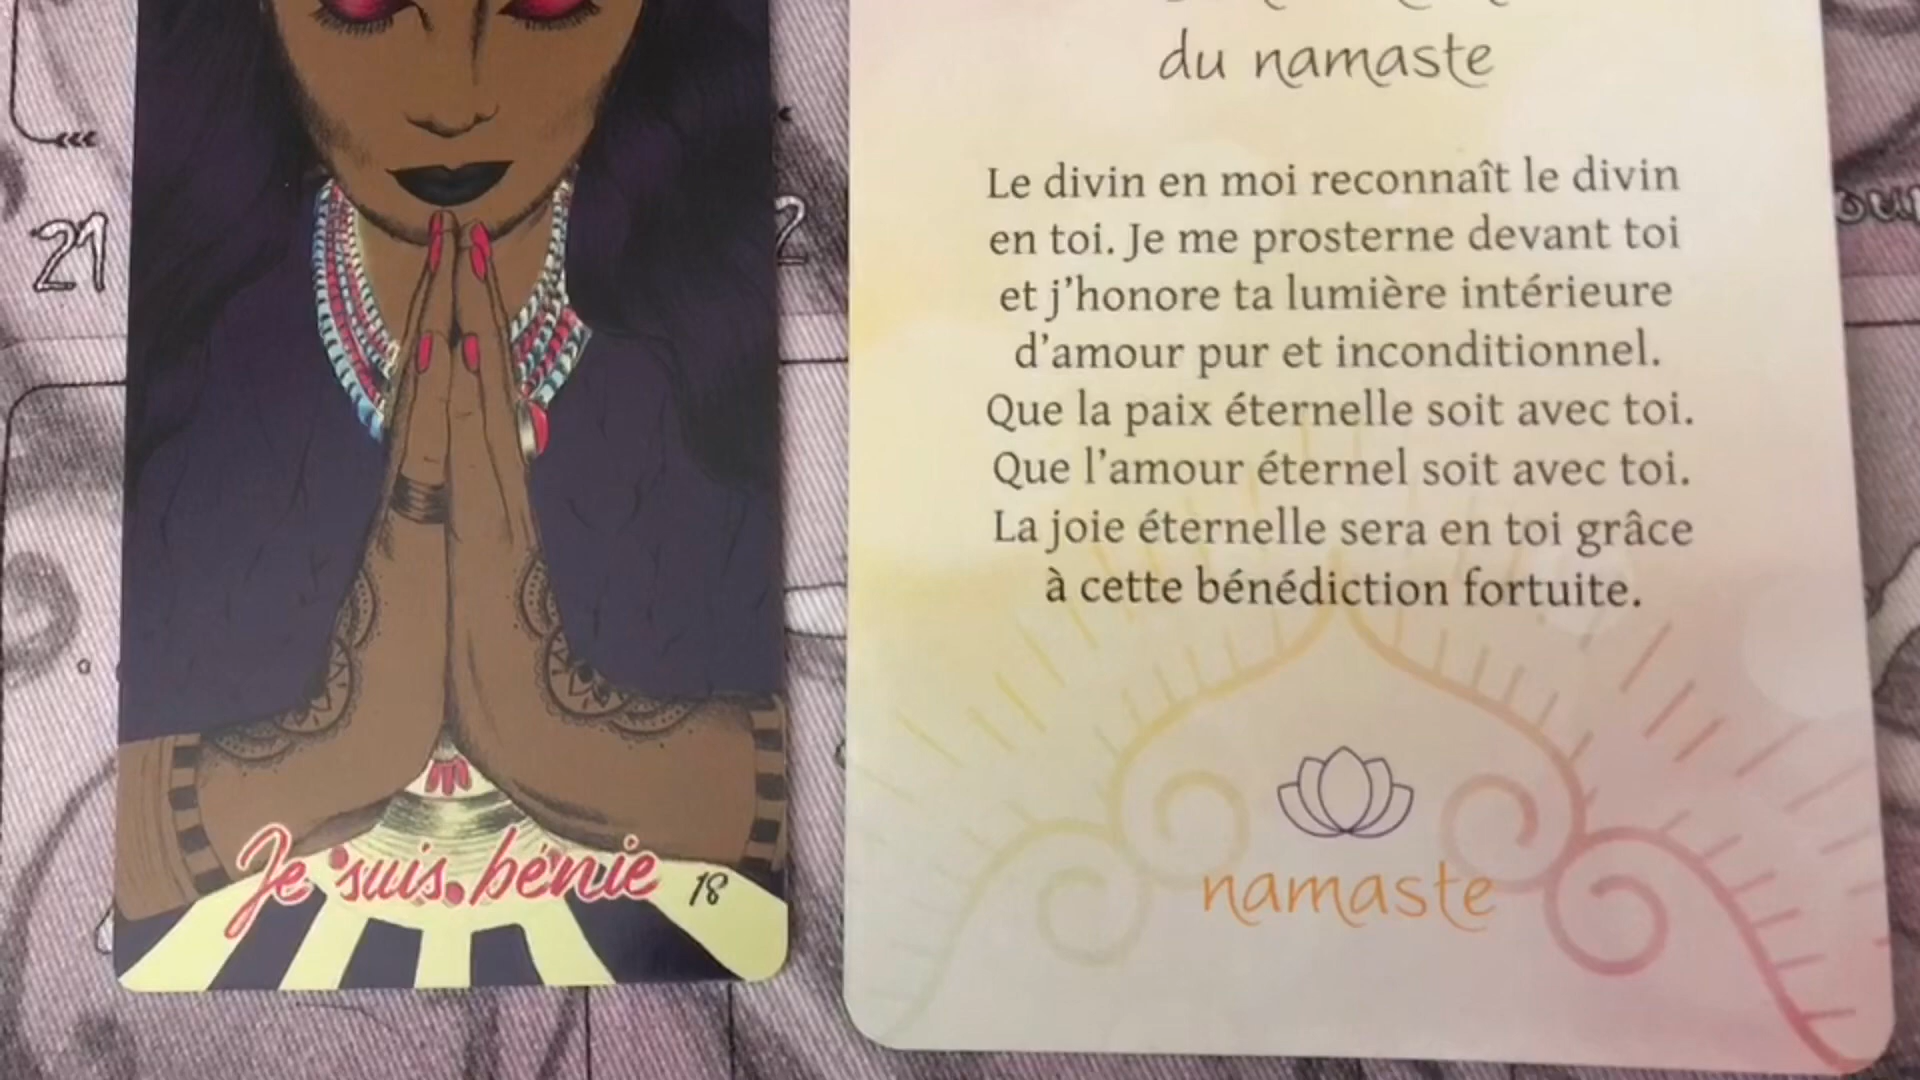 21
Je suis bénie
18
2
du namaste
Le divin en moi reconnaît le divin
en toi. Je me prosterne devant toi
et j'honore ta lumière intérieure
d'amour pur et inconditionnel.
Que la paix éternelle soit avec toi.
Que l'amour éternel soit avec toi.
La joie éternelle sera en toi grâce
à cette bénédiction fortuite.
namaste